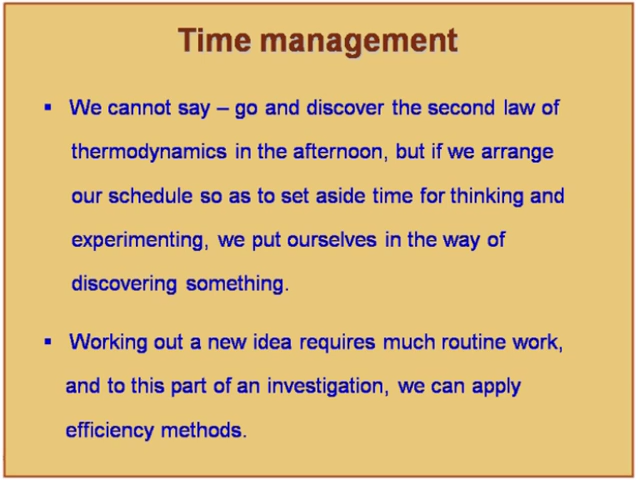 Time management
▪ We cannot say – go and discover the second law of
thermodynamics in the afternoon, but if we arrange
our schedule so as to set aside time for thinking and
experimenting, we put ourselves in the way of
discovering something.
▪ Working out a new idea requires much routine work,
and to this part of an investigation, we can apply
efficiency methods.